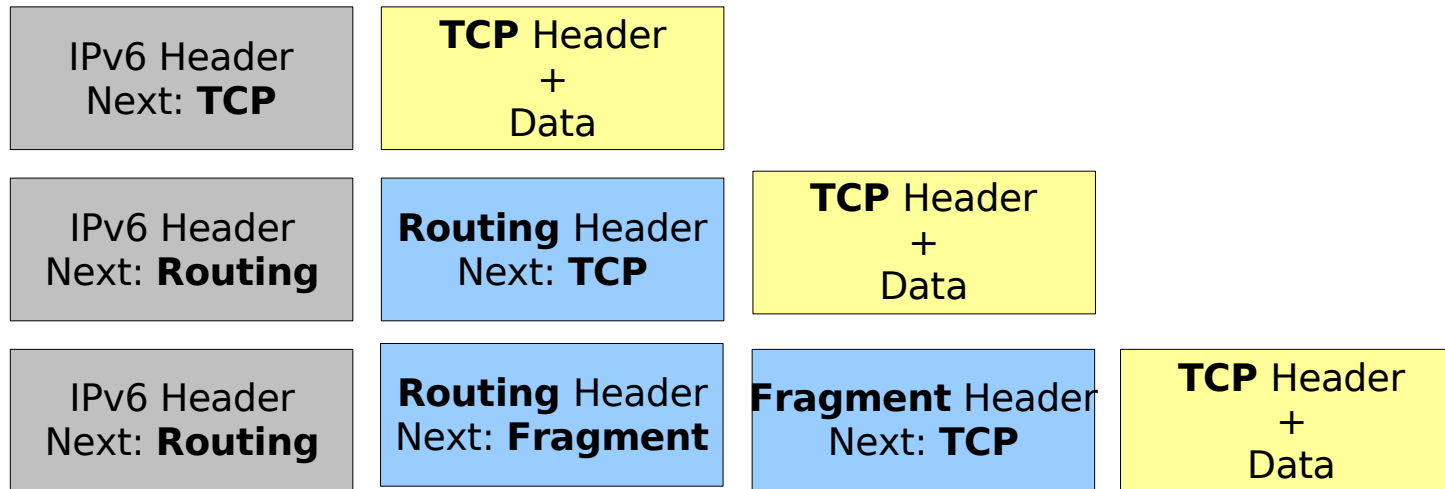 IPv6 Header
Next: TCP
TCP Header
+
Data
IPv6 Header
Next: Routing
Routing Header
Next: TCP
TCP Header
+
Data
IPv6 Header
Next: Routing
Routing Header
Next: Fragment
Fragment Header
Next: TCP
TCP Header
+
Data